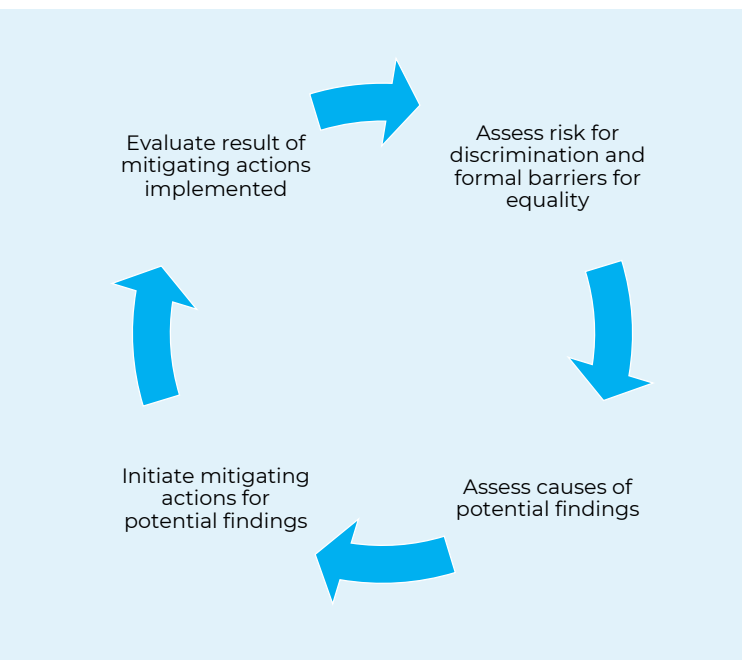 Evaluate result of
mitigating actions
implemented
Assess risk for
discrimination and
formal barriers for
equality
Initiate mitigating
actions for
potential findings
Assess causes of
potential findings